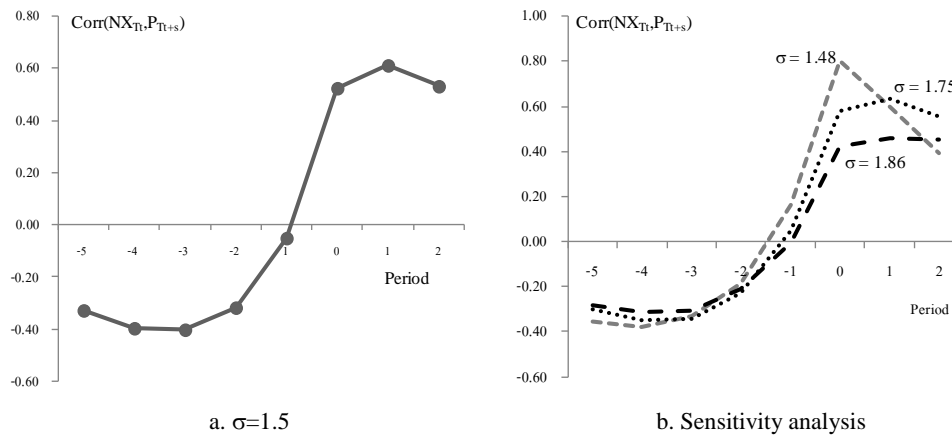 Corr(NX_Tt,P_Tt+s)
0.80
0.60
0.40
0.20
0.00
-0.20
-0.40
-0.60
-5 -4 -3 -2 -1 0 1 2
Period
a. σ=1.5
Corr(NX_Tt,P_Tt+s)
1.00
0.80
0.60
0.40
0.20
0.00
-0.20
-0.40
-0.60
σ = 1.48
σ = 1.75
σ = 1.86
-5 -4 -3 -2 -1 0 1 2
Period
b. Sensitivity analysis